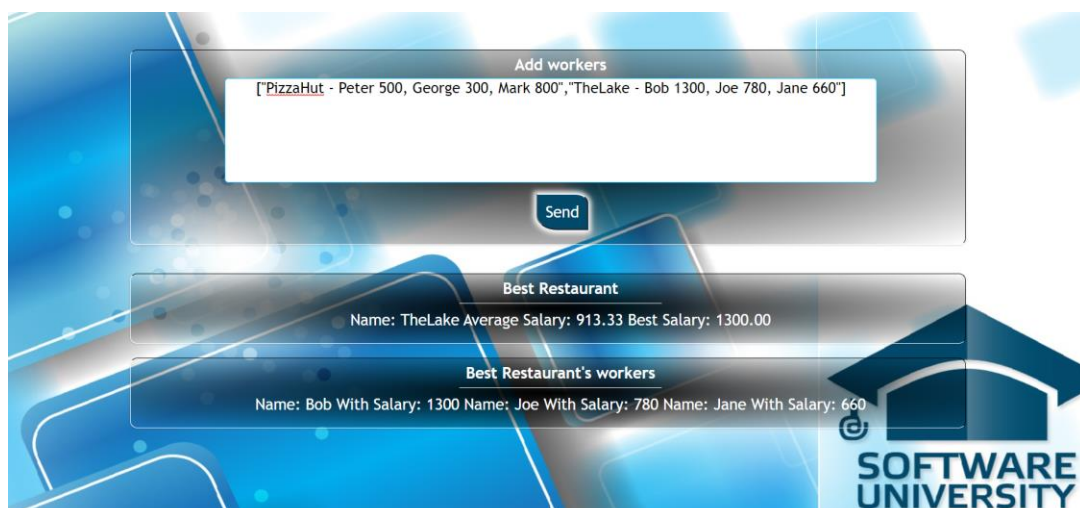 Add workers
["PizzaHut - Peter 500, George 300, Mark 800","TheLake - Bob 1300, Joe 780, Jane 660"]
Send
Best Restaurant
Name: TheLake Average Salary: 913.33 Best Salary: 1300.00
Best Restaurant's workers
Name: Bob With Salary: 1300 Name: Joe With Salary: 780 Name: Jane With Salary: 660
SOFTWARE
UNIVERSITY